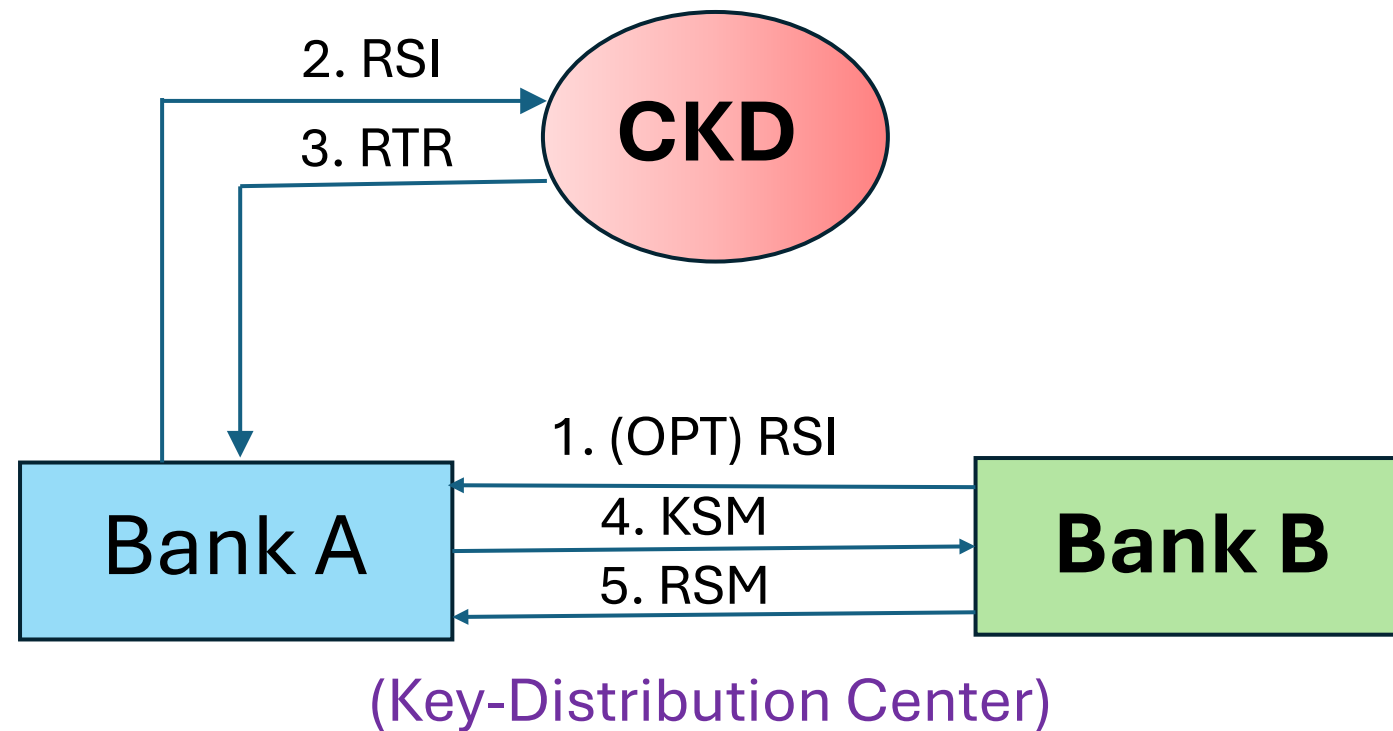 2. RSI
CKD
3. RTR
1. (OPT) RSI
4. KSM
Bank A
Bank B
5. RSM
(Key-Distribution Center)